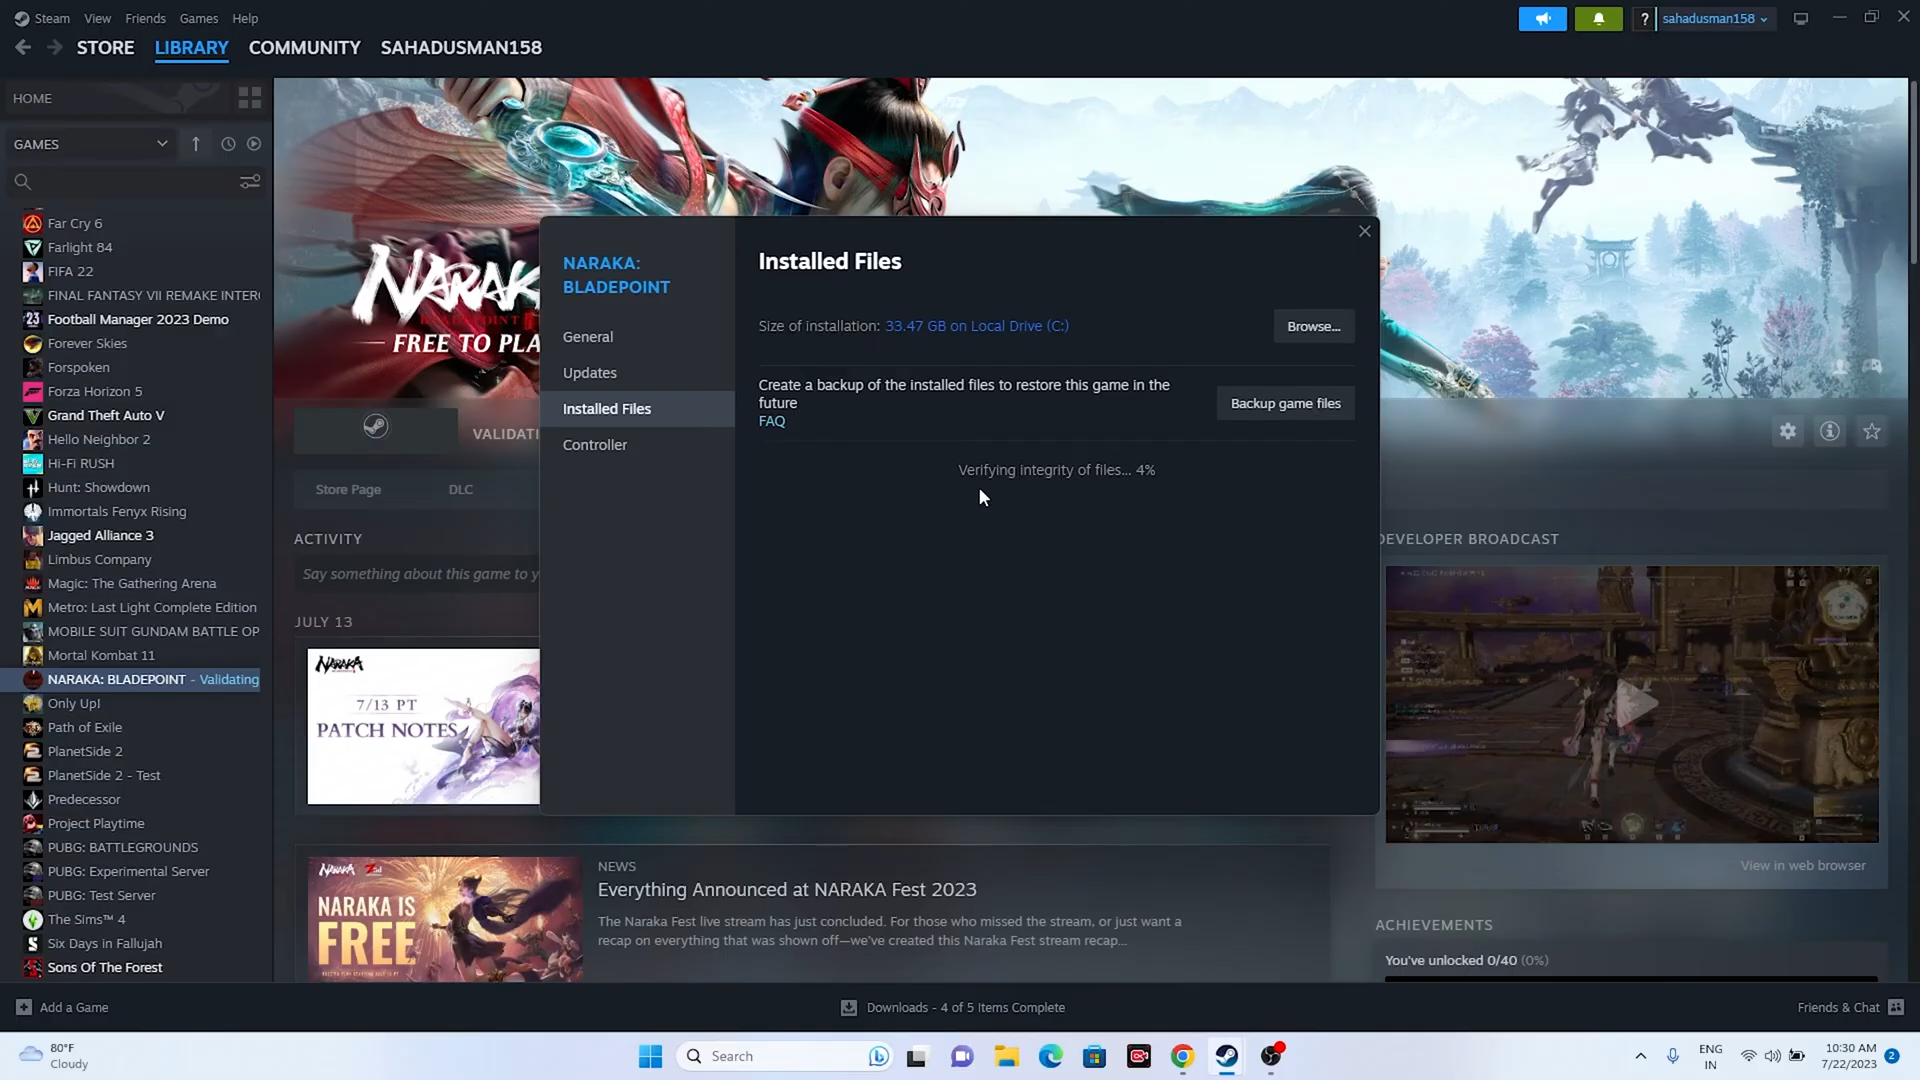 Steam View Friends Games Help
? sahadusman158
STORE LIBRARY COMMUNITY SAHADUSMAN158
HOME
GAMES
Far Cry 6
Farlight 84
FIFA 22
FINAL FANTASY VII REMAKE INTER
Football Manager 2023 Demo
Forever Skies
Forspoken
Forza Horizon 5
Grand Theft Auto V
Hello Neighbor 2
Hi-Fi RUSH
Hunt: Showdown
Immortals Fenyx Rising
Jagged Alliance 3
Limbus Company
Magic: The Gathering Arena
Metro: Last Light Complete Edition
MOBILE SUIT GUNDAM BATTLE OP
Mortal Kombat 11
NARAKA: BLADEPOINT - Validating
Only Up!
Path of Exile
PlanetSide 2
PlanetSide 2 - Test
Predecessor
Project Playtime
PUBG: BATTLEGROUNDS
PUBG: Experimental Server
PUBG: Test Server
The Sims™ 4
Six Days in Fallujah
Sons Of The Forest
NARAK
FREE TO PLA
VALIDATI
Store Page DLC
ACTIVITY
Say something about this game to y
JULY 13
NARAKA
7/13 PT
PATCH NOTES
NARAKA:
BLADEPOINT
General
Updates
Installed Files
Controller
Installed Files
Size of installation: 33.47 GB on Local Drive (C:)
Browse...
Create a backup of the installed files to restore this game in the
future
FAQ
Backup game files
Verifying integrity of files... 4%
NARAKA
NARAKA IS
FREE
NEWS
Everything Announced at NARAKA Fest 2023
The Naraka Fest live stream has just concluded. For those who missed the stream, or just want a
recap on everything that was shown off—we've created this Naraka Fest stream recap...
DEVELOPER BROADCAST
View in web browser
ACHIEVEMENTS
You've unlocked 0/40 (0%)
Add a Game
Downloads - 4 of 5 Items Complete
Friends & Chat
80°F
Cloudy
Search
ENG
IN
10:30 AM
7/22/2023
2